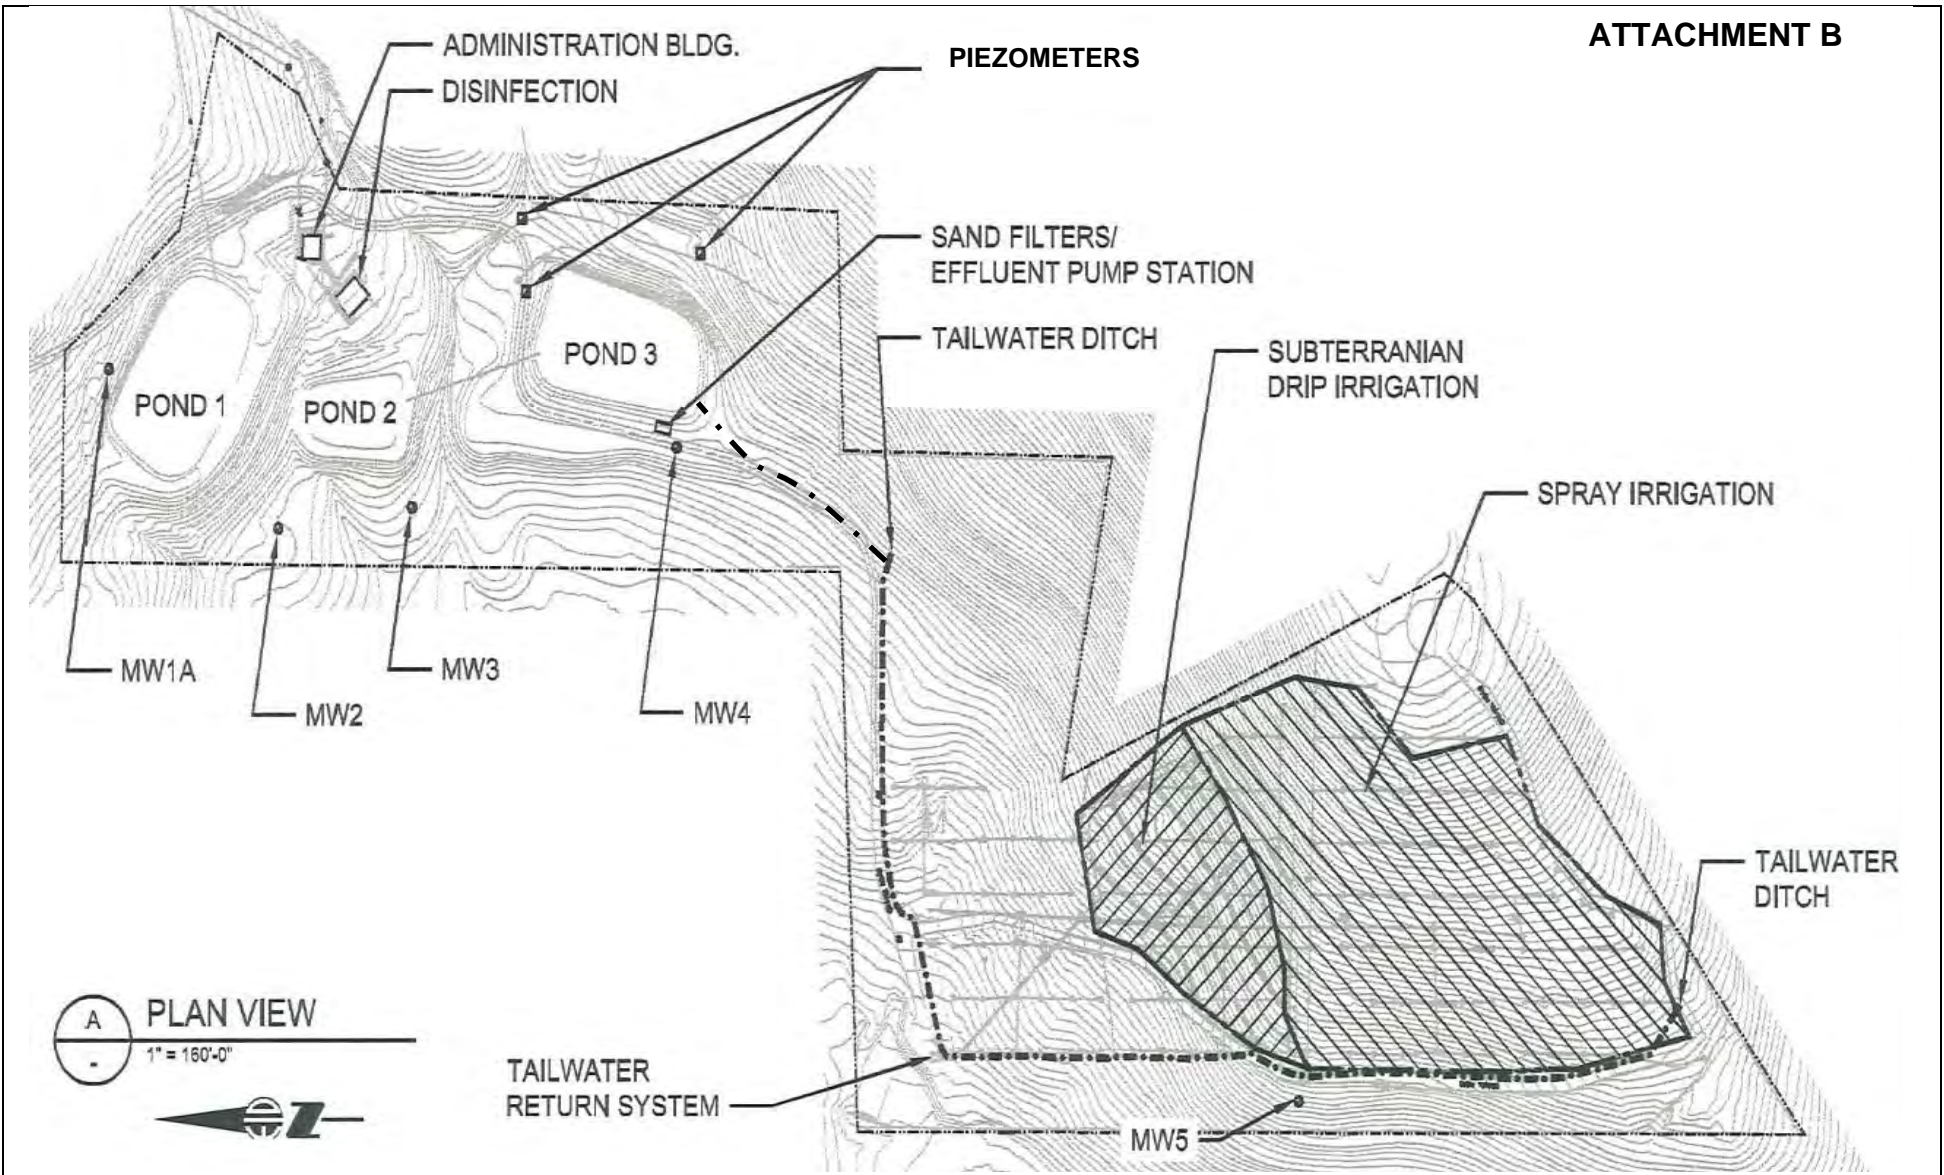 ATTACHMENT B
ADMINISTRATION BLDG.
DISINFECTION
PIEZOMETERS
SAND FILTERS/
EFFLUENT PUMP STATION
TAILWATER DITCH
SUBTERRANIAN
DRIP IRRIGATION
SPRAY IRRIGATION
POND 1
POND 2
POND 3
MW1A
MW2
MW3
MW4
TAILWATER
DITCH
A
-
PLAN VIEW
1" = 160'-0"
Z
TAILWATER
RETURN SYSTEM
MW5